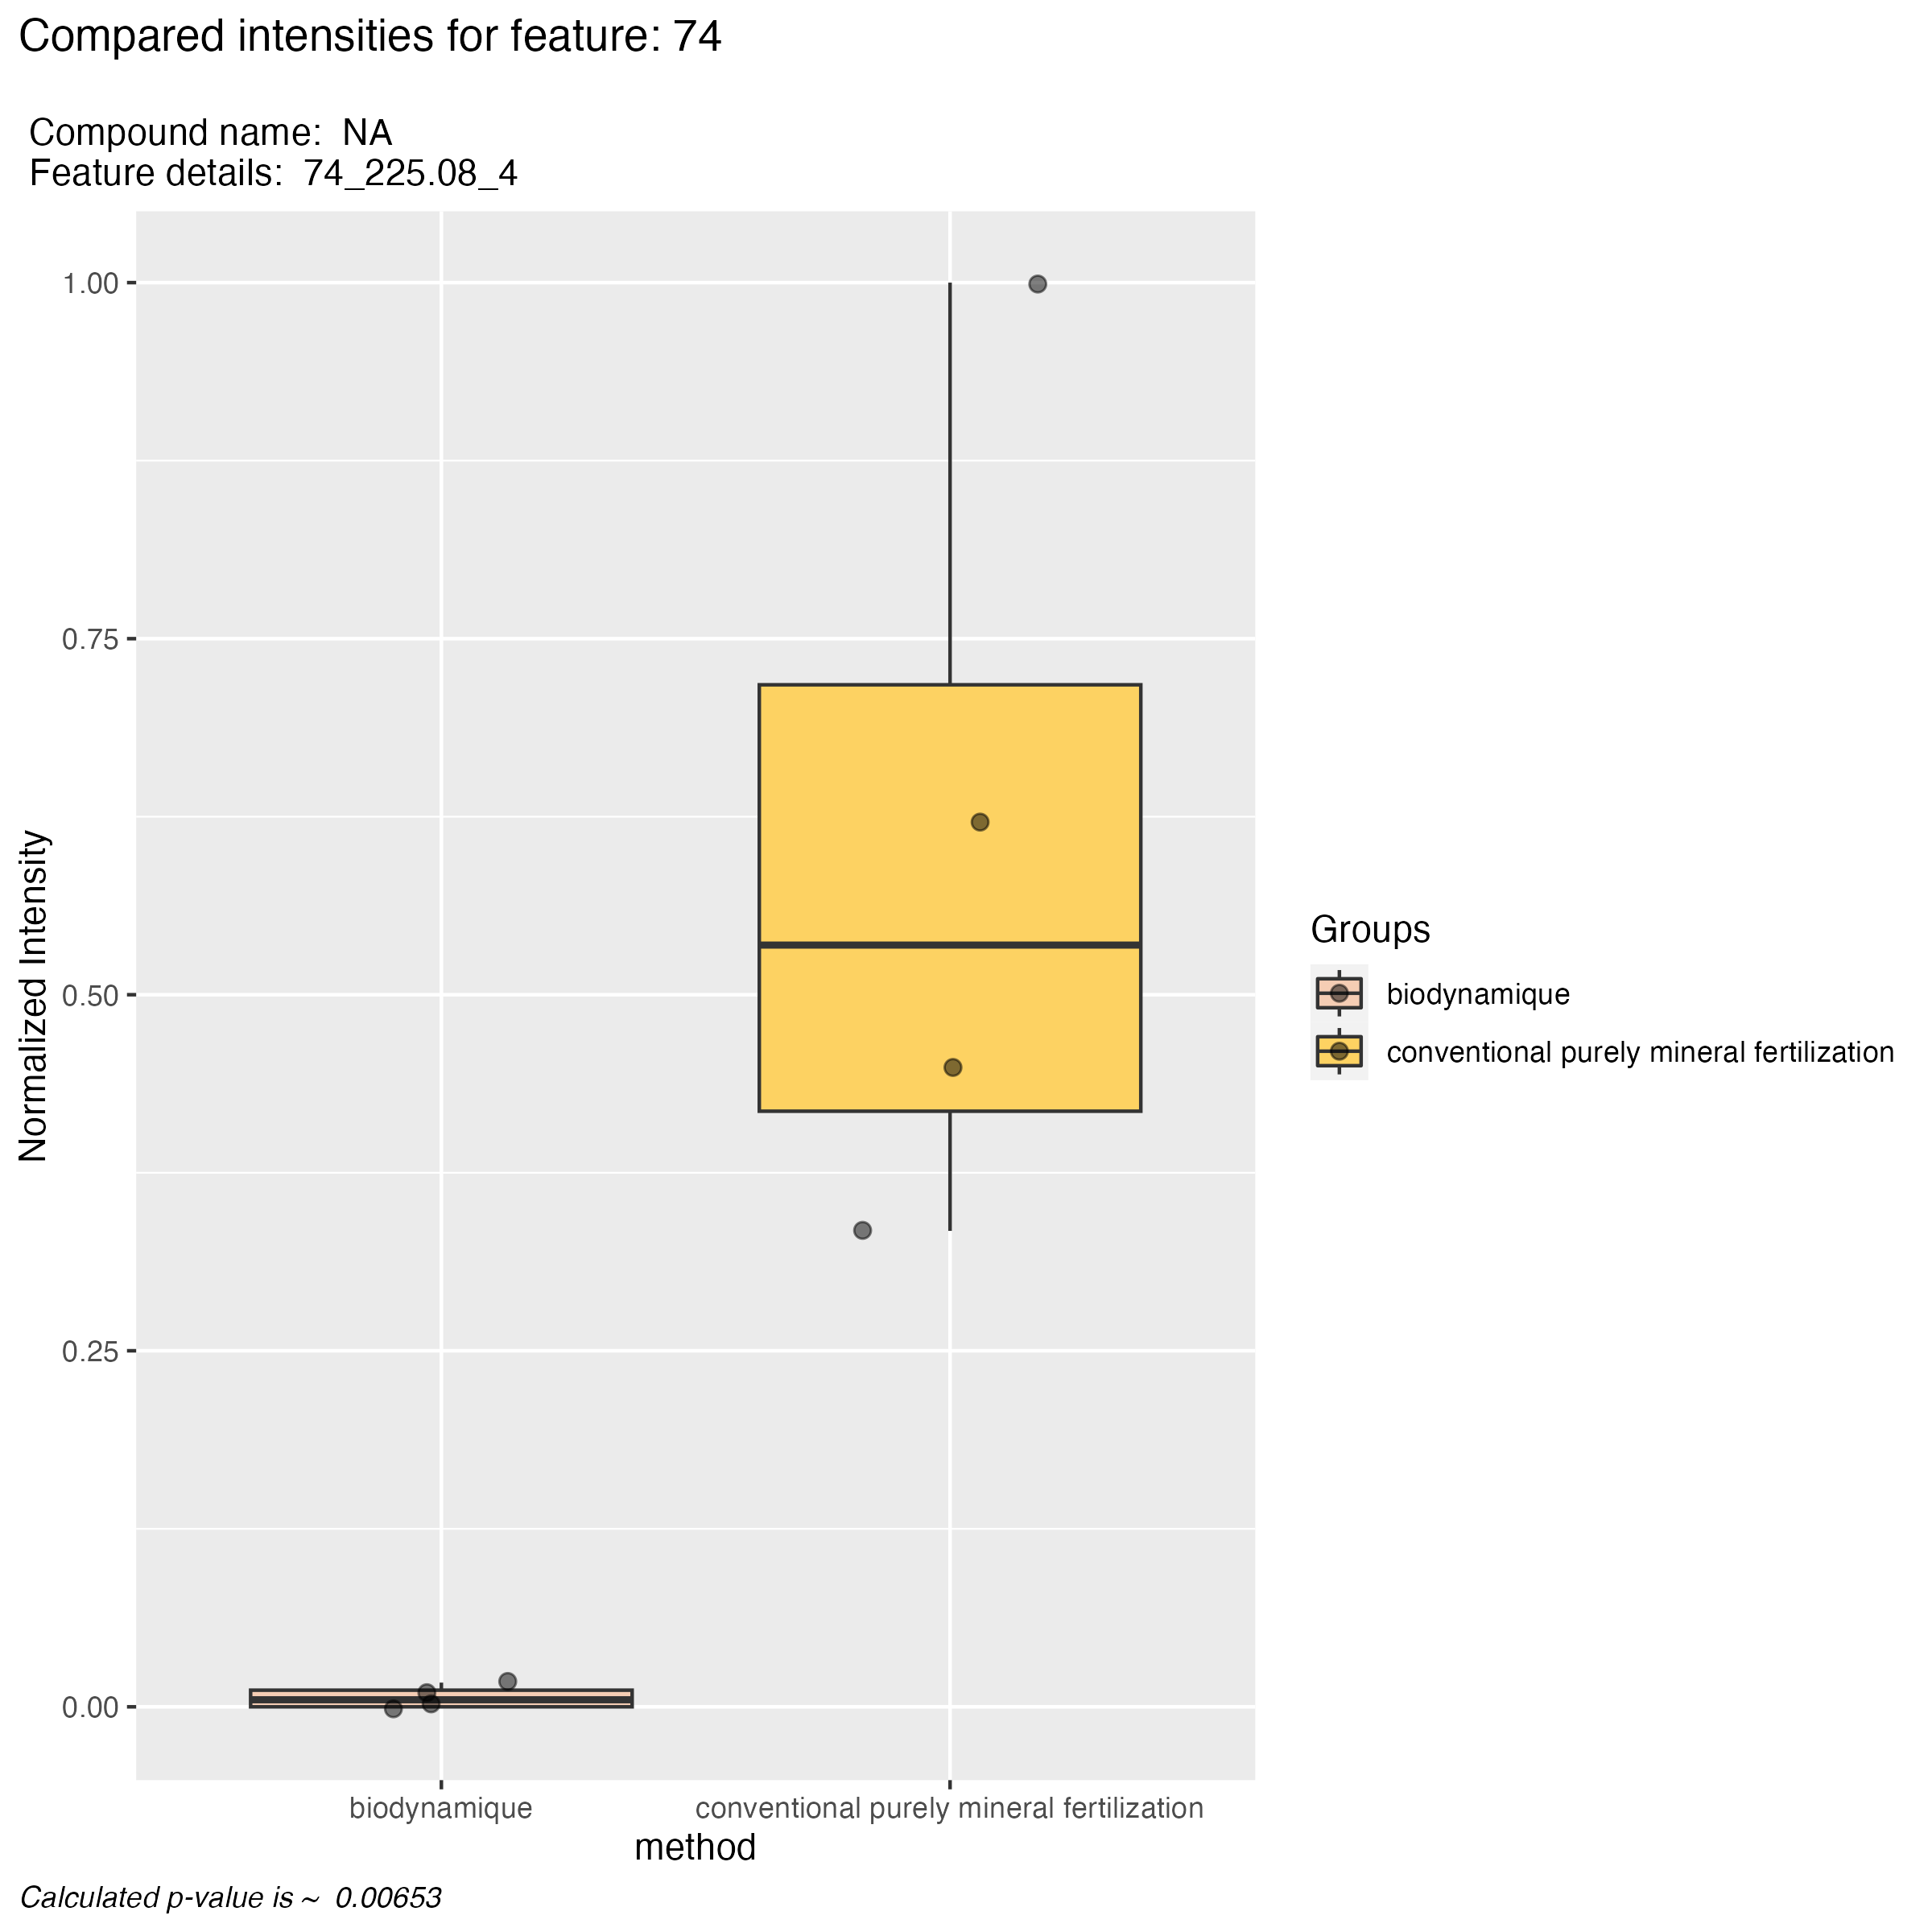 Compared intensities for feature: 74
Compound name:  NA
Feature details:  74_225.08_4
1.00
0.75
0.50
0.25
0.00
Normalized Intensity
biodynamique
conventional purely mineral fertilization
method
Groups
biodynamique
conventional purely mineral fertilization
Calculated p-value is ~  0.00653